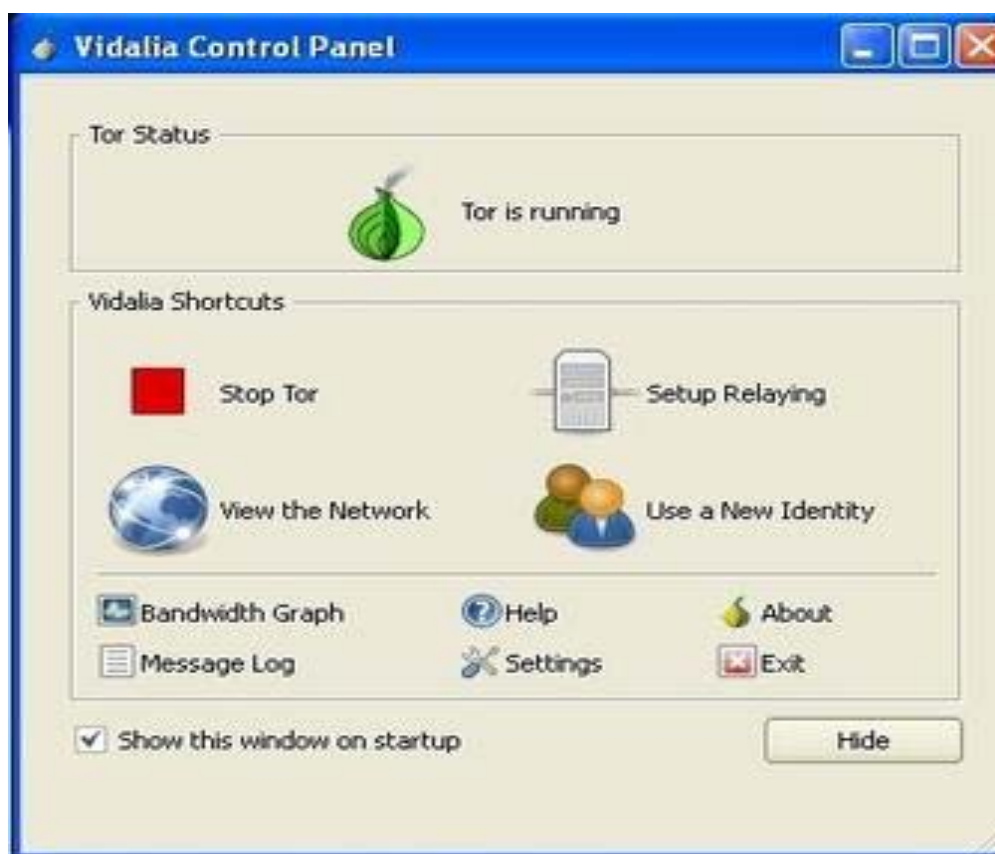 Vidalia Control Panel
Tor Status
Tor is running
Vidalia Shortcuts
Stop Tor
Setup Relaying
View the Network
Use a New Identity
Bandwidth Graph
Help
About
Message Log
Settings
Exit
Show this window on startup
Hide